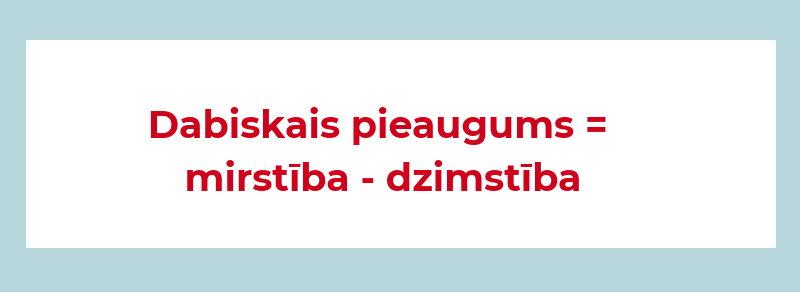 Dabiskais pieaugums =
mirstība - dzimstība